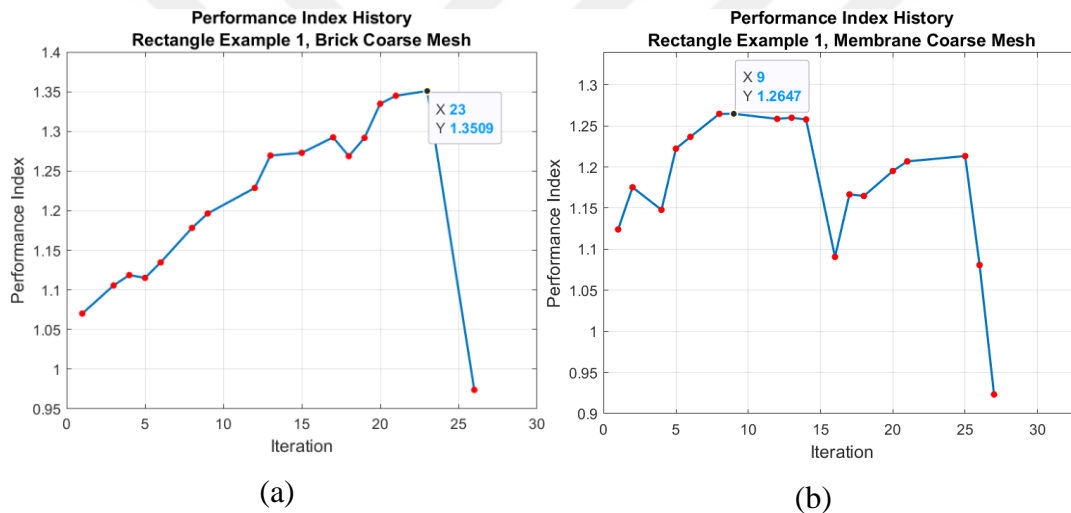 Performance Index History
Rectangle Example 1, Brick Coarse Mesh
1.4
1.35
1.3
1.25
1.2
1.15
1.1
1.05
1
0.95
Performance Index
X 23
Y 1.3509
0 5 10 15 20 25 30
Iteration
(a)
Performance Index History
Rectangle Example 1, Membrane Coarse Mesh
1.3
1.25
1.2
1.15
1.1
1.05
1
0.95
0.9
Performance Index
X 9
Y 1.2647
0 5 10 15 20 25 30
Iteration
(b)